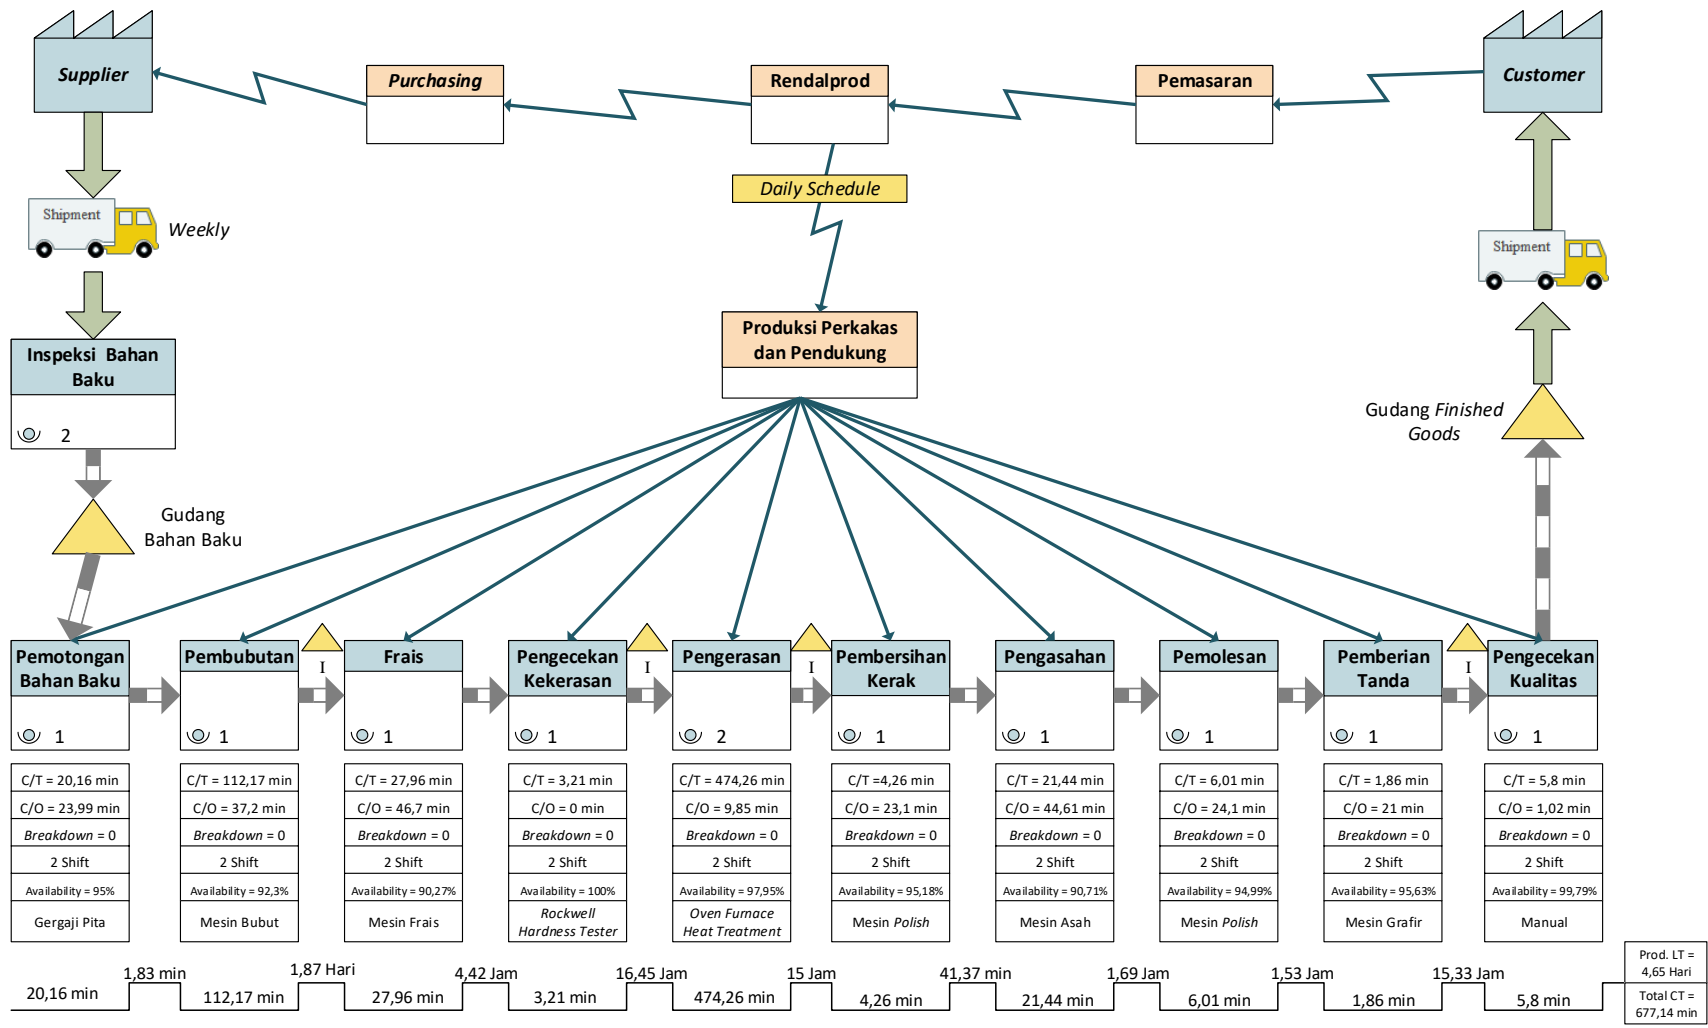 Supplier
Purchasing
Rendalprod
Pemasaran
Customer
Daily Schedule
Shipment
Weekly
Shipment
Inspeksi Bahan
Baku
2
Produksi Perkakas
dan Pendukung
Gudang Finished
Goods
Gudang
Bahan Baku
Pemotongan
Bahan Baku
1
Pembubutan
1
I
Frais
1
Pengecekan
Kekerasan
1
I
Pengerasan
2
I
Pembersihan
Kerak
1
Pengasahan
1
Pemolesan
1
Pemberian
Tanda
1
I
Pengecekan
Kualitas
1
C/T = 20,16 min
C/O = 23,99 min
Breakdown = 0
2 Shift
Availability = 95%
Gergaji Pita
C/T = 112,17 min
C/O = 37,2 min
Breakdown = 0
2 Shift
Availability = 92,3%
Mesin Bubut
C/T = 27,96 min
C/O = 46,7 min
Breakdown = 0
2 Shift
Availability = 90,27%
Mesin Frais
C/T = 3,21 min
C/O = 0 min
Breakdown = 0
2 Shift
Availability = 100%
Rockwell
Hardness Tester
C/T = 474,26 min
C/O = 9,85 min
Breakdown = 0
2 Shift
Availability = 97,95%
Oven Furnace
Heat Treatment
C/T =4,26 min
C/O = 23,1 min
Breakdown = 0
2 Shift
Availability = 95,18%
Mesin Polish
C/T = 21,44 min
C/O = 44,61 min
Breakdown = 0
2 Shift
Availability = 90,71%
Mesin Asah
C/T = 6,01 min
C/O = 24,1 min
Breakdown = 0
2 Shift
Availability = 94,99%
Mesin Polish
C/T = 1,86 min
C/O = 21 min
Breakdown = 0
2 Shift
Availability = 95,63%
Mesin Grafir
C/T = 5,8 min
C/O = 1,02 min
Breakdown = 0
2 Shift
Availability = 99,79%
Manual
20,16 min
1,83 min
112,17 min
1,87 Hari
27,96 min
4,42 Jam
3,21 min
16,45 Jam
474,26 min
15 Jam
4,26 min
41,37 min
21,44 min
1,69 Jam
6,01 min
1,53 Jam
1,86 min
15,33 Jam
5,8 min
Prod. LT =
4,65 Hari
Total CT =
677,14 min